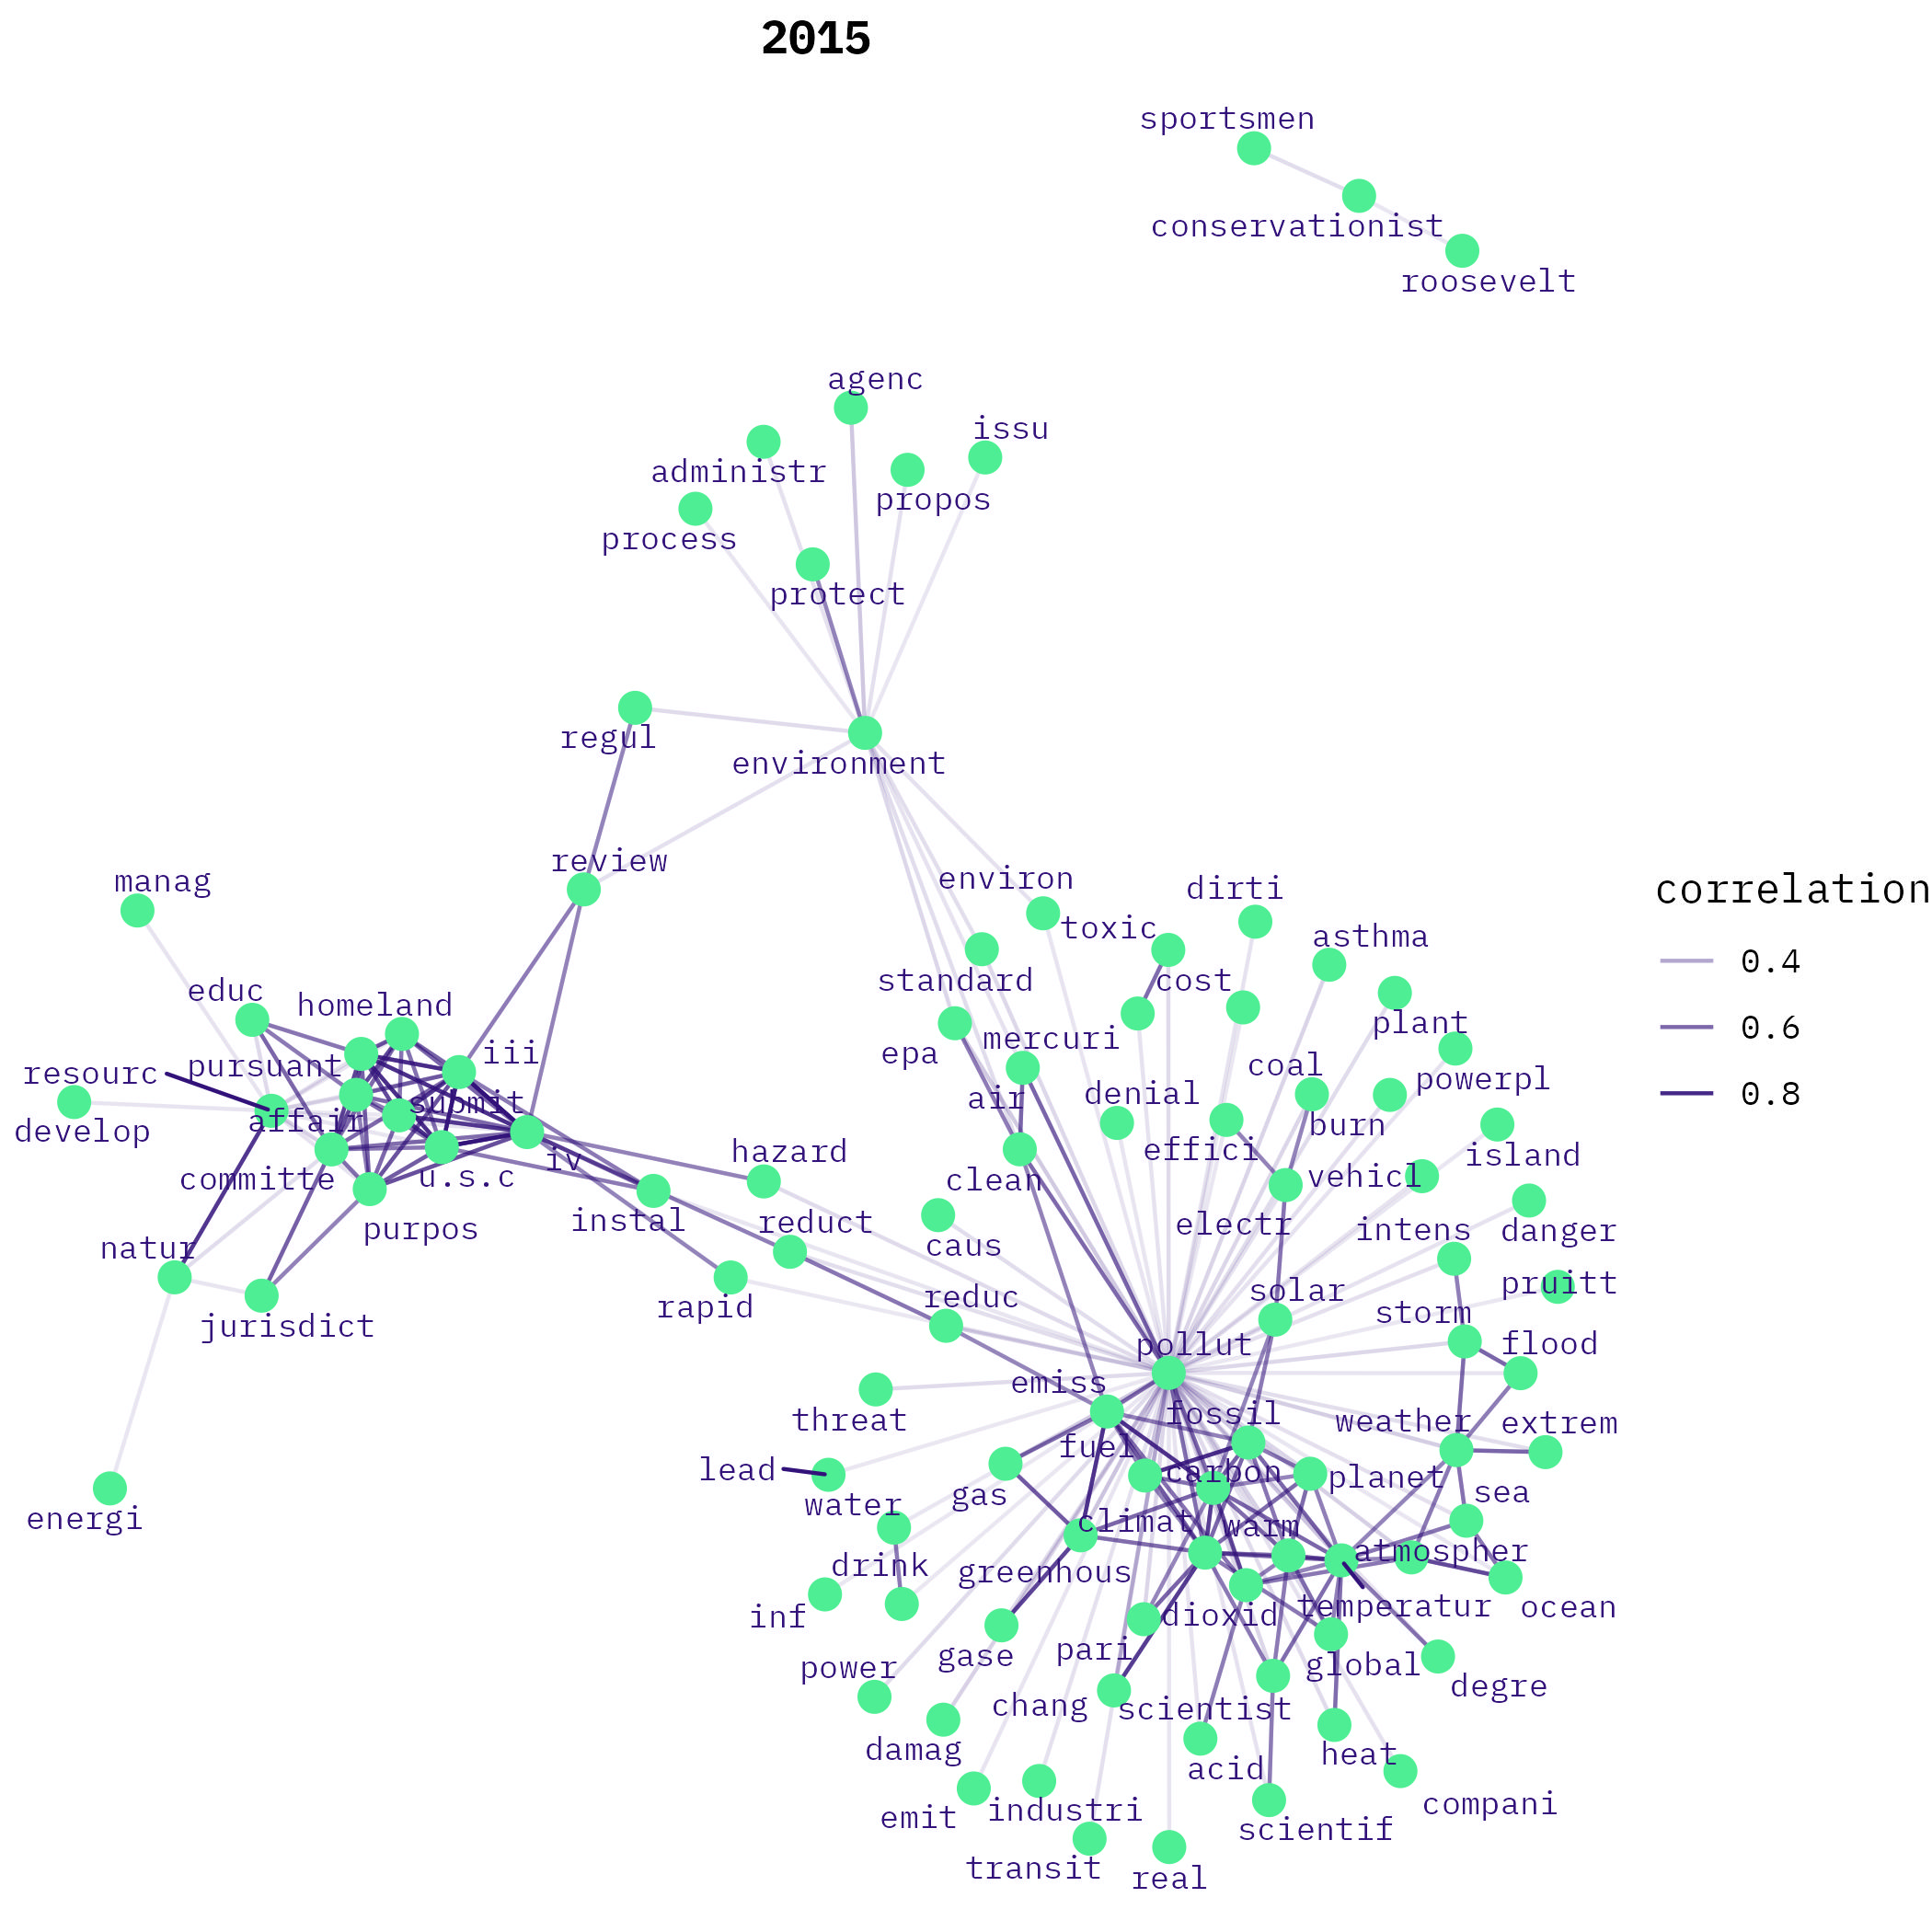 2015
sportsmen
conservationist
roosevelt
agenc
issu
administr
propos
process
protect
regul
environment
review
manag
environ
dirti
toxic
asthma
educ
homeland
standard
cost
plant
pursuant
iii
epa
mercuri
resourc
coal
powerpl
develop
affair
submit
air
denial
burn
committe
u.s.c
iv
hazard
clean
effici
vehicl
island
purpos
instal
reduct
caus
electr
intens
danger
natur
jurisdict
rapid
reduc
solar
pruitt
storm
pollut
flood
emiss
threat
fossil
weather
extrem
fuel
lead
carbon
planet
gas
sea
water
climat
warm
energi
drink
greenhous
atmospher
inf
dioxid
temperatur
ocean
gase
pari
global
power
degre
chang
scientist
damag
acid
heat
emit
industri
compani
scientif
transit
real
correlation
0.4
0.6
0.8